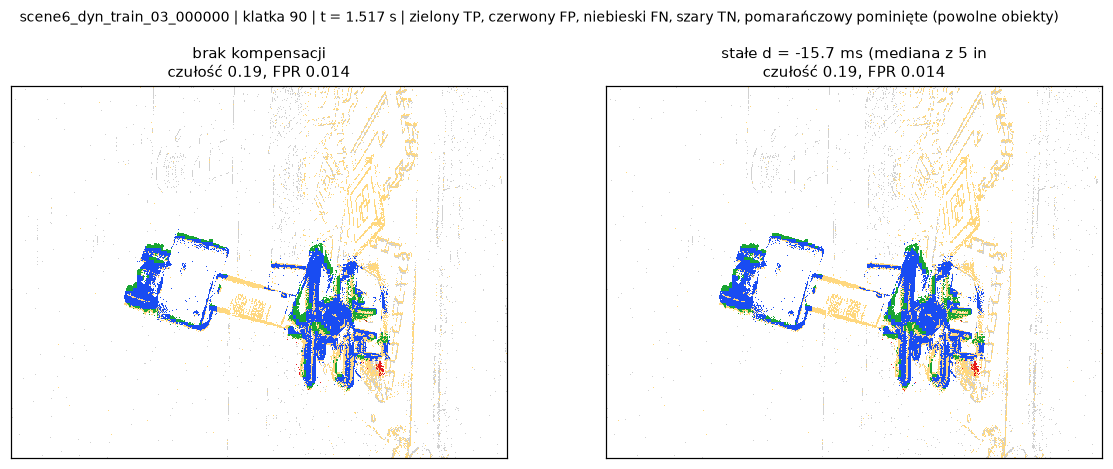 scene6_dyn_train_03_000000 | klatka 90 | t = 1.517 s | zielony TP, czerwony FP, niebieski FN, szary TN, pomarańczowy pominięte (powolne obiekty)
brak kompensacji
czułość 0.19, FPR 0.014
stałe d = -15.7 ms (mediana z 5 in
czułość 0.19, FPR 0.014